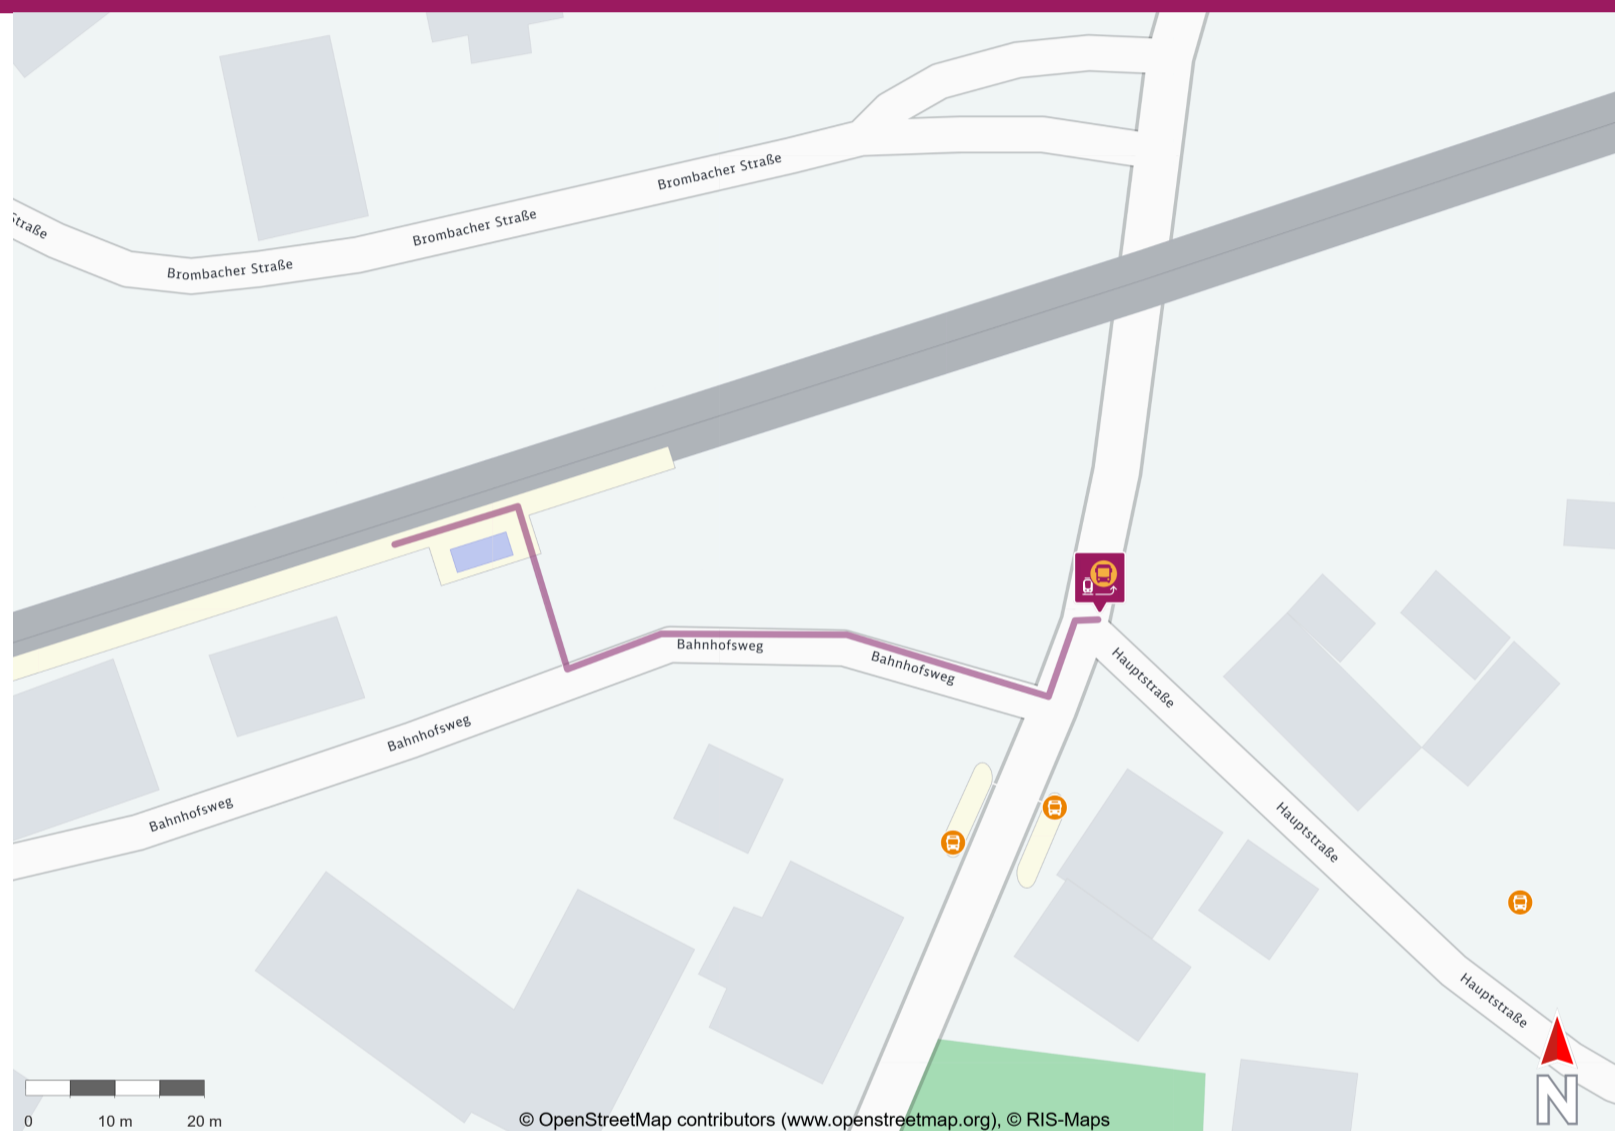 Brombacher Straße
Brombacher Straße
Straße
Brombacher Straße
Bahnhofsweg
Bahnhofsweg
Hauptstraße
Bahnhofsweg
Bahnhofsweg
Hauptstraße
Hauptstraße
N
0 10 m 20 m
© OpenStreetMap contributors (www.openstreetmap.org), © RIS-Maps